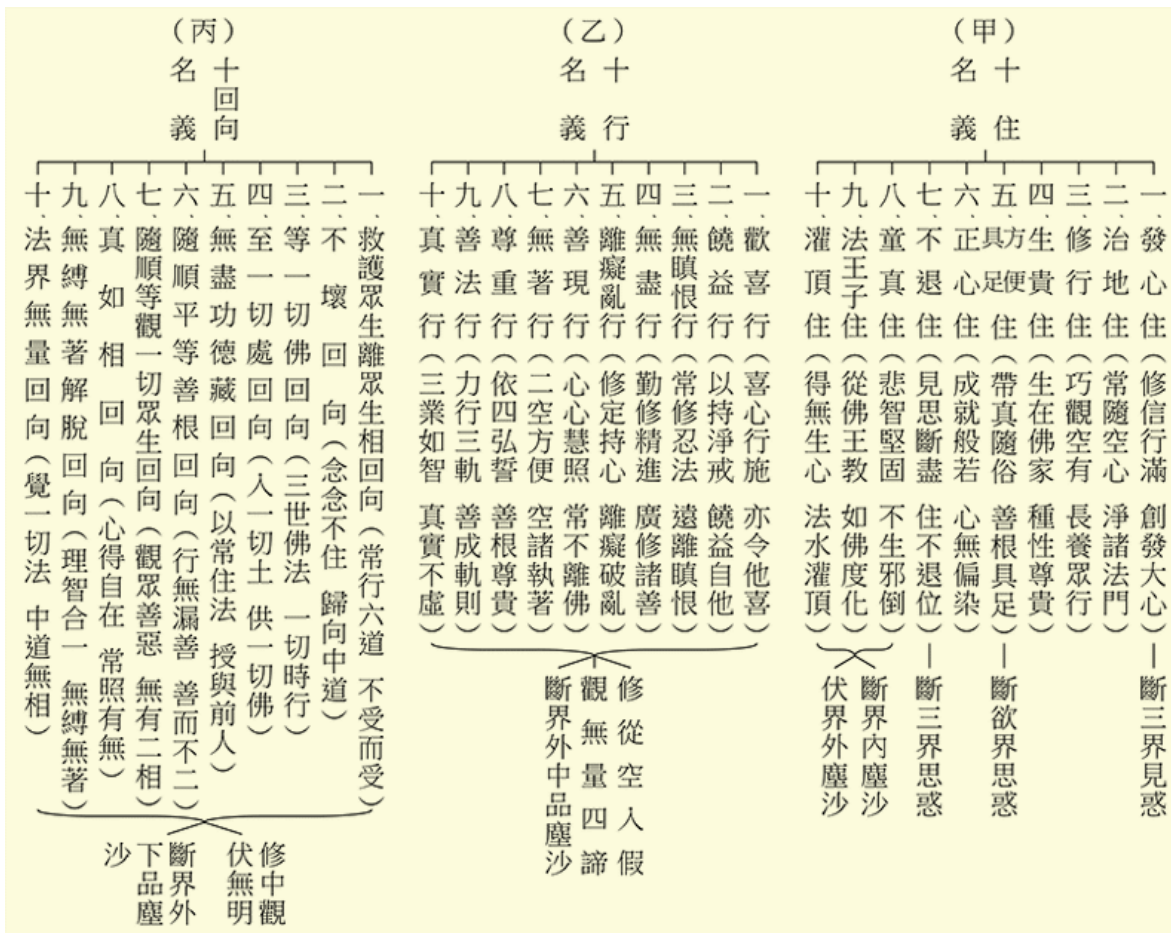 （甲）
十住
名義
一、發心住（修信行滿 創發大心）
二、治地住（常隨空心 淨諸法門）
三、修行住（巧觀空有 長養眾行）
四、生貴住（生在佛家 種性尊貴）
五、方便具足住（帶真隨俗 善根具足）
六、正心住（成就般若 心無偏染）
七、不退住（見思斷盡 住不退位）
八、童真住（悲智堅固 不生邪倒）
九、法王子住（從佛王教 如佛度化）
十、灌頂住（得無生心 法水灌頂）
斷三界見惑
斷欲界思惑
斷三界思惑
斷界內塵沙
伏界外塵沙
（乙）
十行
名義
一、歡喜行（喜心行施 亦令他喜）
二、饒益行（以持淨戒 饒益自他）
三、無瞋恨行（常修忍法 遠離瞋恨）
四、無盡行（勤修精進 廣修諸善）
五、離癡亂行（修定持心 離癡破亂）
六、善現行（心心慧照 常不離佛）
七、無著行（二空方便 空諸執著）
八、尊重行（依四弘誓 善根尊貴）
九、善法行（力行三軌 善成軌則）
十、真實行（三業如智 真實不虛）
修從空入假
觀無量四諦
斷界外中品塵沙
（丙）
十回向
名義
一、救護眾生離眾生相回向（常行六道 不受而受）
二、不壞回向（念念不住 歸向中道）
三、等一切佛回向（三世佛法 一切時行）
四、至一切處回向（入一切土 供一切佛）
五、無盡功德藏回向（以常住法 授與前人）
六、隨順平等善根回向（行無漏善 善而不二）
七、隨順等觀一切眾生回向（觀眾善惡 無有二相）
八、真如相回向（心得自在 常照有無）
九、無縛無著解脫回向（理智合一 無縛無著）
十、法界無量回向（覺一切法 中道無相）
修中觀
伏無明
斷界外
下品塵
沙